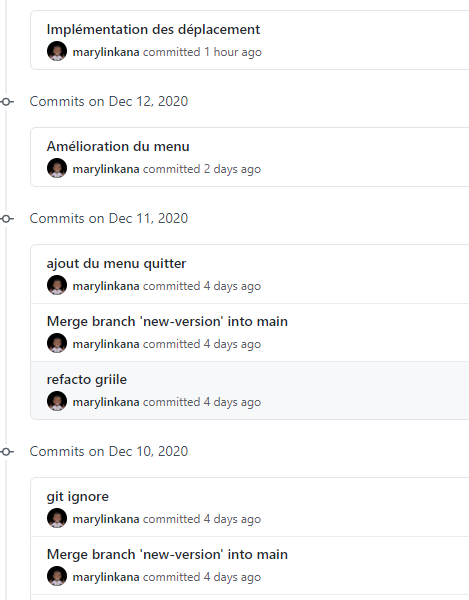 Implémentation des déplacement
marylinkana committed 1 hour ago
Commits on Dec 12, 2020
Amélioration du menu
marylinkana committed 2 days ago
Commits on Dec 11, 2020
ajout du menu quitter
marylinkana committed 4 days ago
Merge branch 'new-version' into main
marylinkana committed 4 days ago
refacto griile
marylinkana committed 4 days ago
Commits on Dec 10, 2020
git ignore
marylinkana committed 4 days ago
Merge branch 'new-version' into main
marylinkana committed 4 days ago